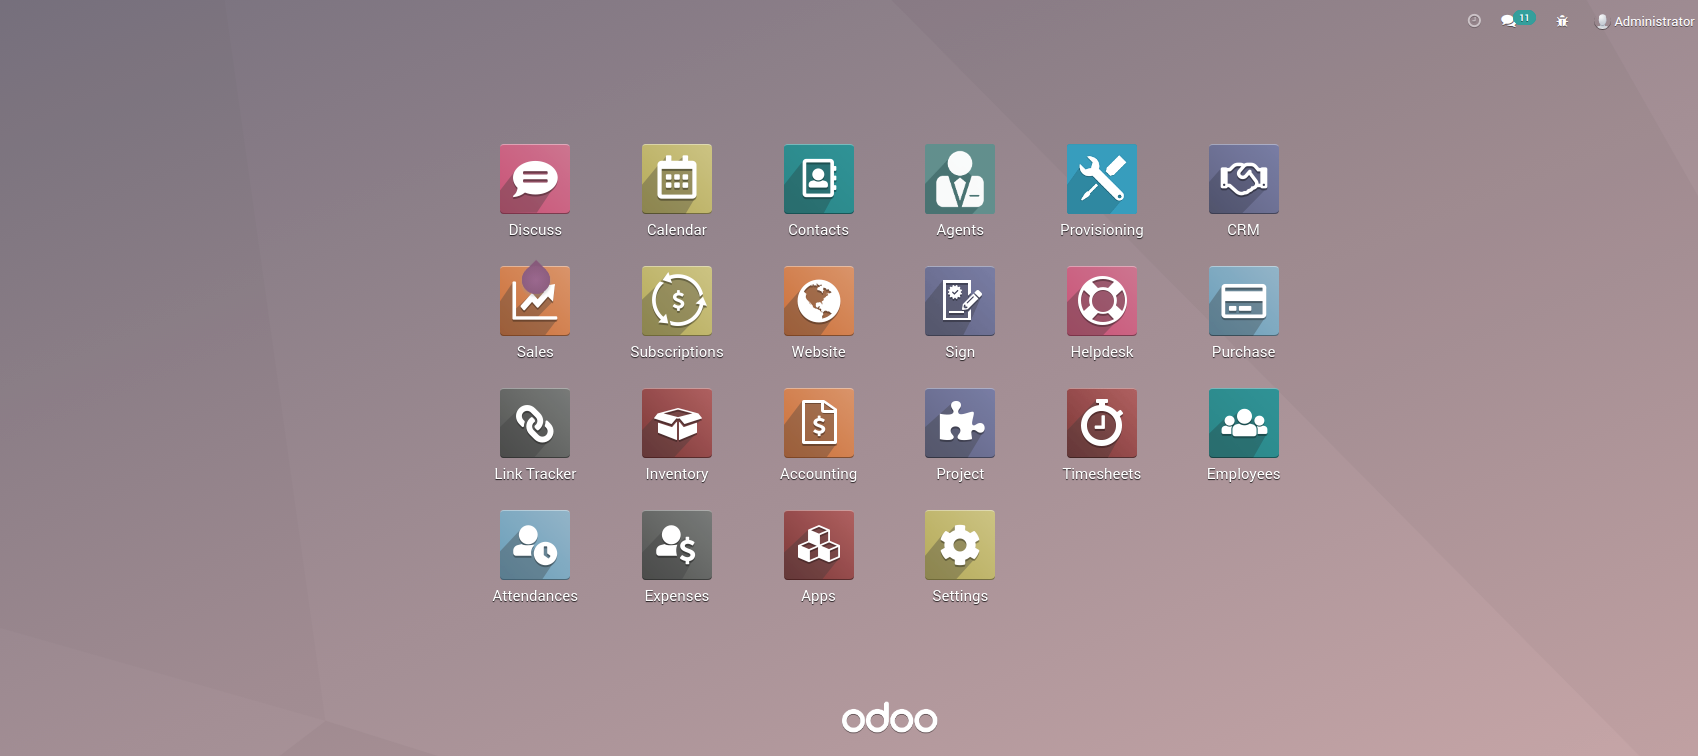 11 Administrator
Discuss Calendar Contacts Agents Provisioning CRM
Sales Subscriptions Website Sign Helpdesk Purchase
Link Tracker Inventory Accounting Project Timesheets Employees
Attendances Expenses Apps Settings
odoo